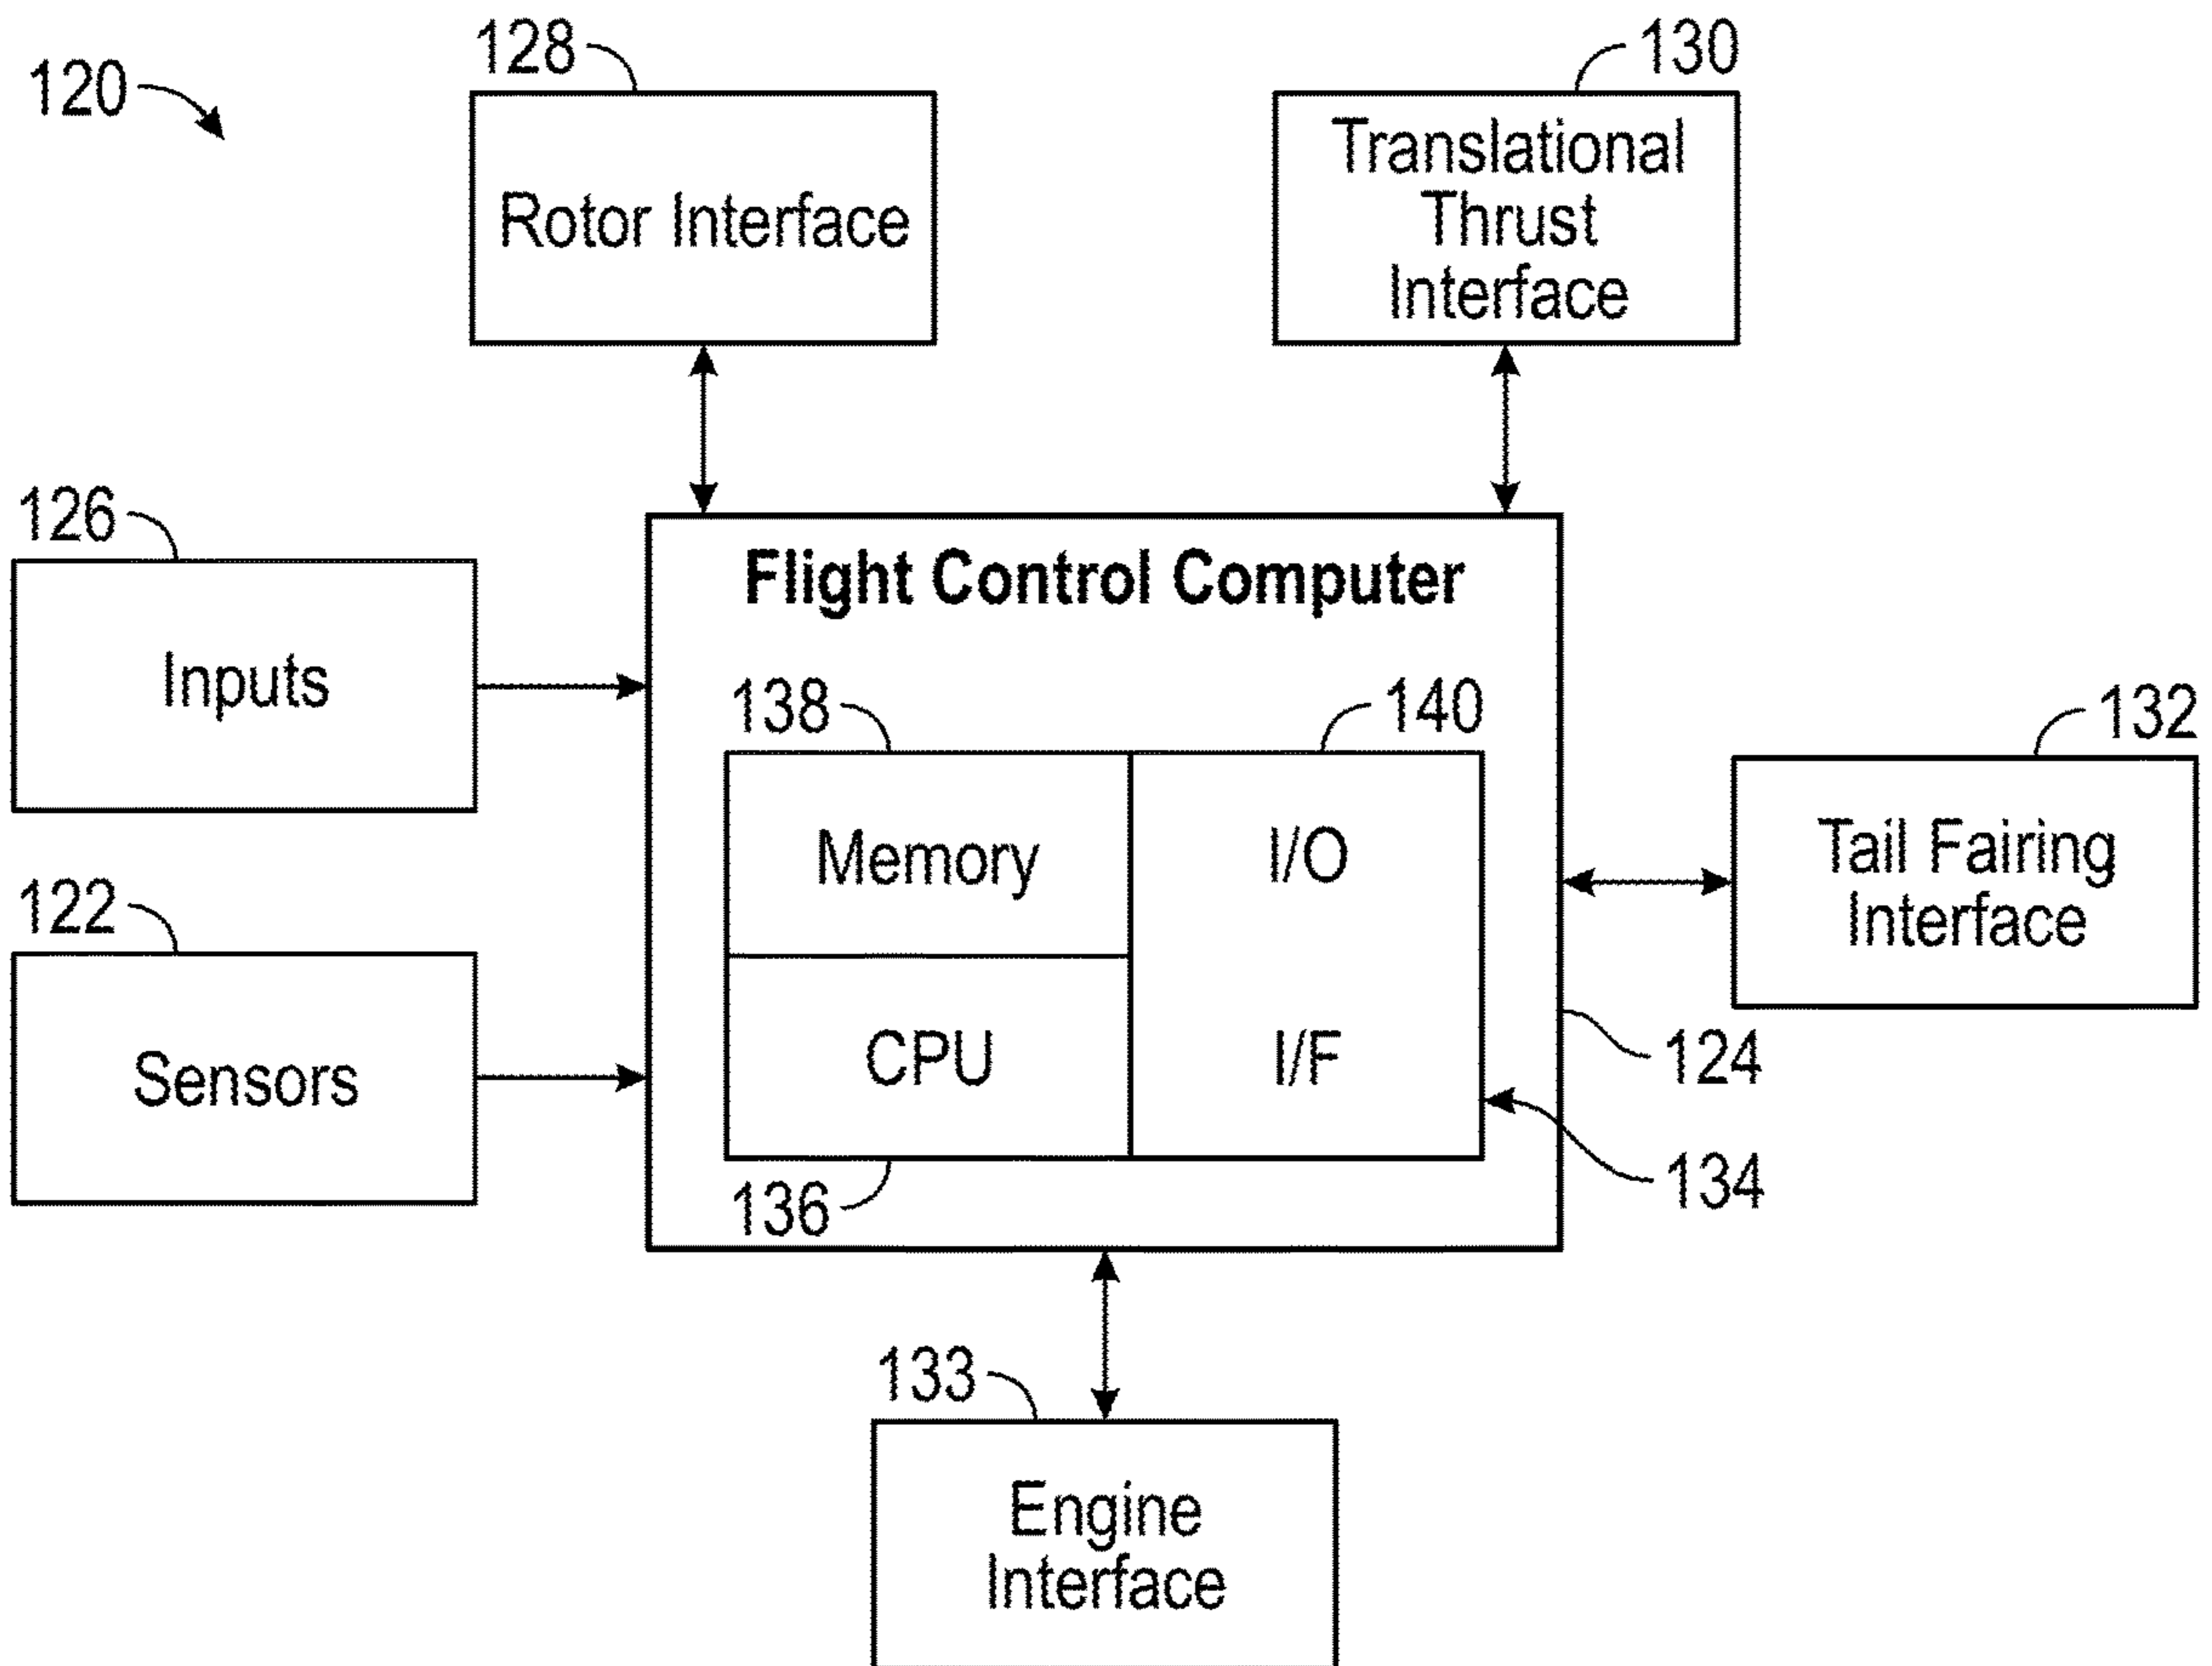 120
128
Rotor Interface
130
Translational
Thrust
Interface
126
Inputs
122
Sensors
Flight Control Computer
138
Memory
140
I/O
CPU
I/F
136
132
Tail Fairing
Interface
124
134
133
Engine
Interface